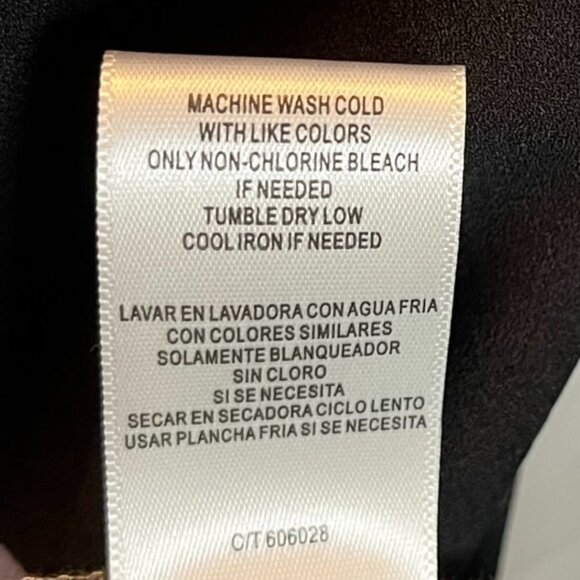 MACHINE WASH COLD
WITH LIKE COLORS
ONLY NON-CHLORINE BLEACH
IF NEEDED
TUMBLE DRY LOW
COOL IRON IF NEEDED
LAVAR EN LAVADORA CON AGUA FRIA
CON COLORES SIMILARES
SOLAMENTE BLANQUEADOR
SIN CLORO
SI SE NECESITA
SECAR EN SECADORA CICLO LENTO
USAR PLANCHA FRIA SI SE NECESITA
C/T 606028